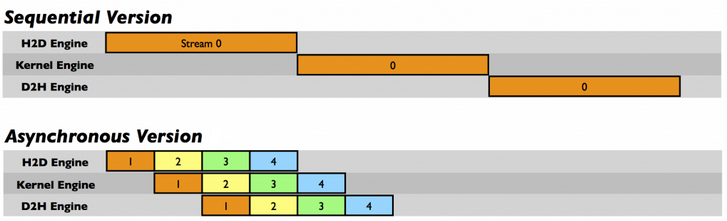 Sequential Version
H2D Engine Stream 0
Kernel Engine 0
D2H Engine 0
Asynchronous Version
H2D Engine 1 2 3 4
Kernel Engine 1 2 3 4
D2H Engine 1 2 3 4